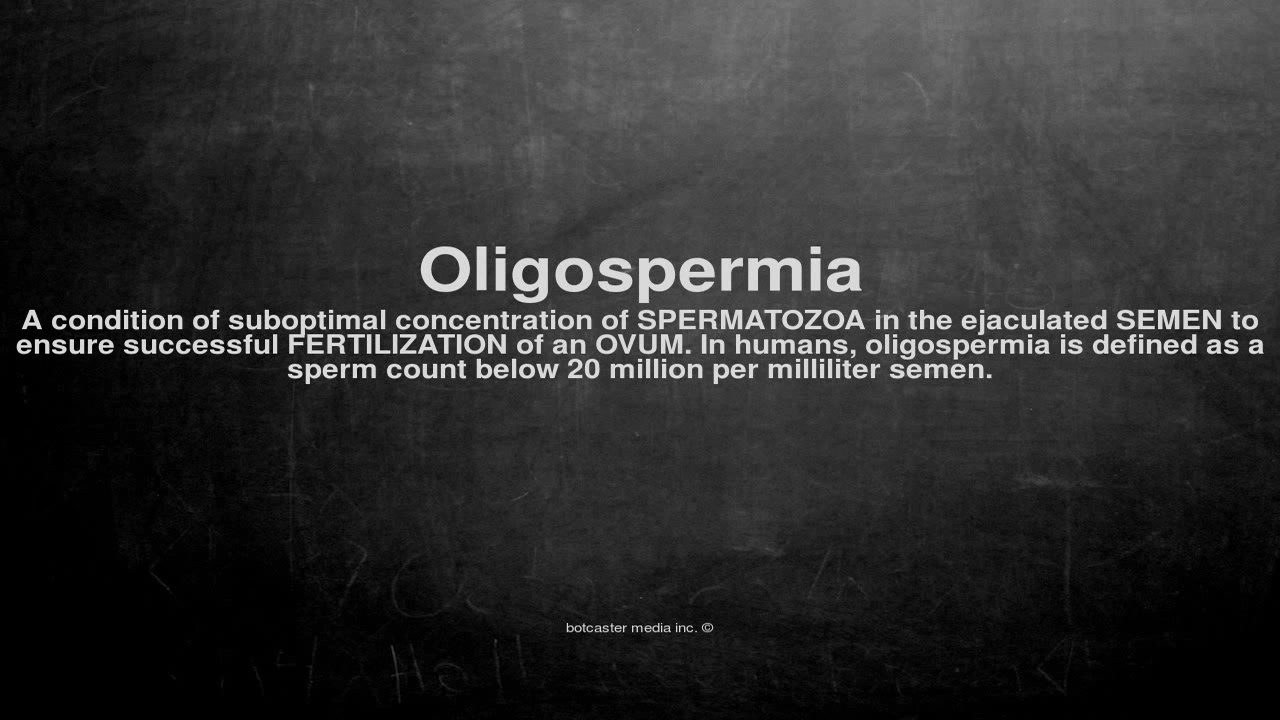 Oligospermia
A condition of suboptimal concentration of SPERMATOZOA in the ejaculated SEMEN to
ensure successful FERTILIZATION of an OVUM. In humans, oligospermia is defined as a
sperm count below 20 million per milliliter semen.
botcaster media inc. ©